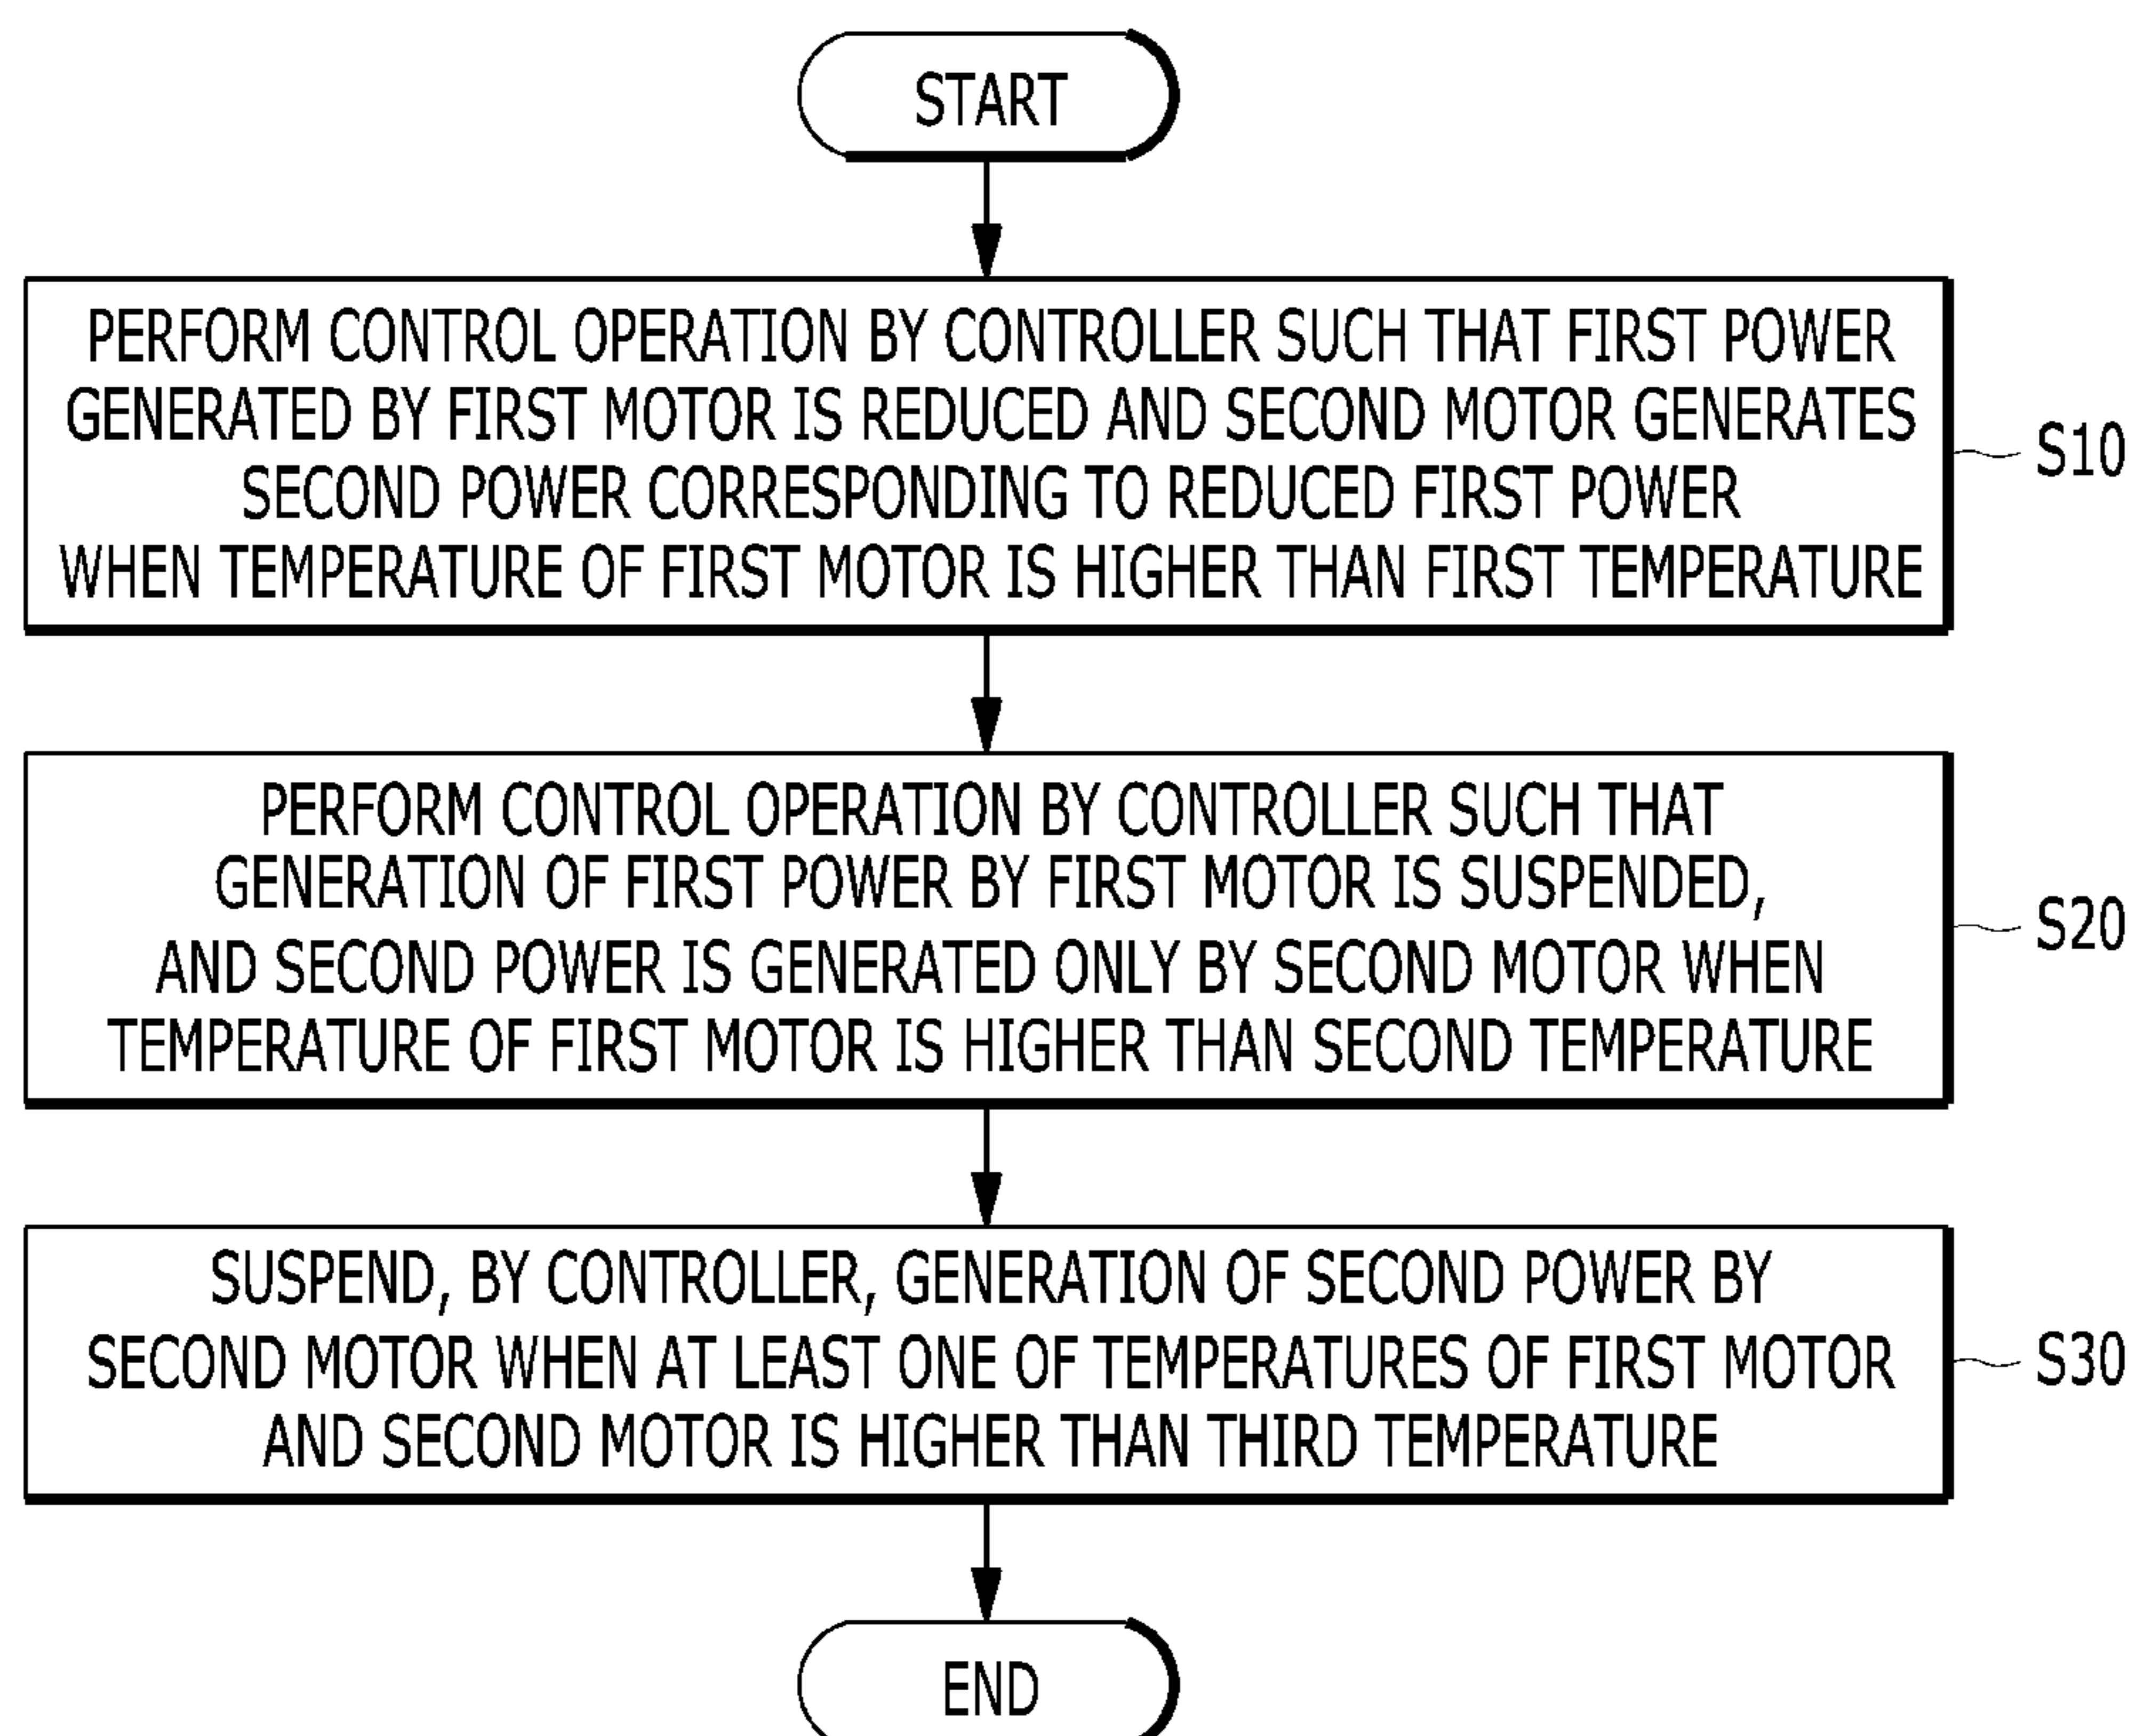 START
PERFORM CONTROL OPERATION BY CONTROLLER SUCH THAT FIRST POWER
GENERATED BY FIRST MOTOR IS REDUCED AND SECOND MOTOR GENERATES
SECOND POWER CORRESPONDING TO REDUCED FIRST POWER
WHEN TEMPERATURE OF FIRST MOTOR IS HIGHER THAN FIRST TEMPERATURE
S10
PERFORM CONTROL OPERATION BY CONTROLLER SUCH THAT
GENERATION OF FIRST POWER BY FIRST MOTOR IS SUSPENDED,
AND SECOND POWER IS GENERATED ONLY BY SECOND MOTOR WHEN
TEMPERATURE OF FIRST MOTOR IS HIGHER THAN SECOND TEMPERATURE
S20
SUSPEND, BY CONTROLLER, GENERATION OF SECOND POWER BY
SECOND MOTOR WHEN AT LEAST ONE OF TEMPERATURES OF FIRST MOTOR
AND SECOND MOTOR IS HIGHER THAN THIRD TEMPERATURE
S30
END